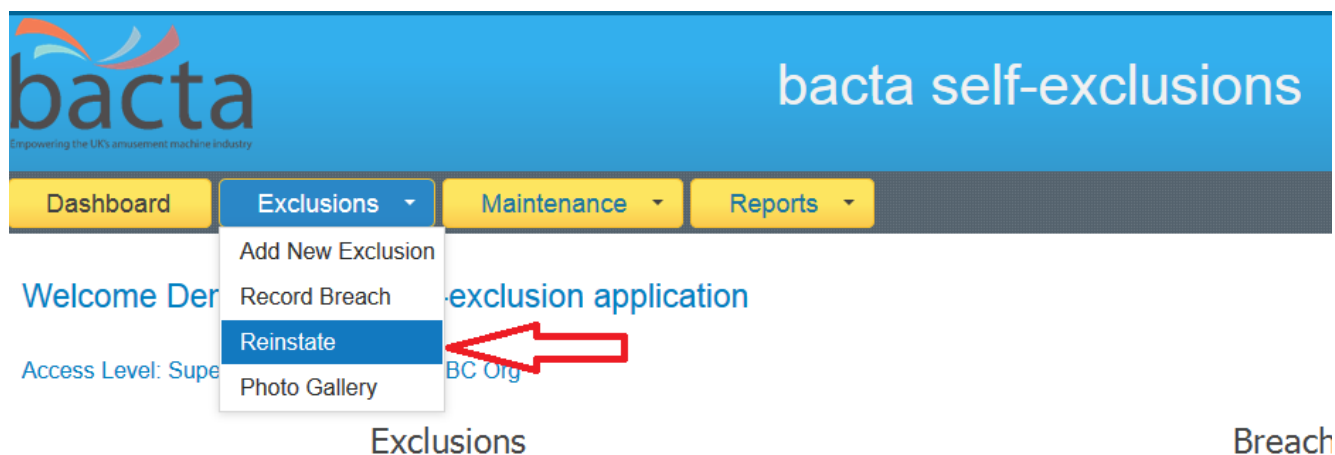 bacta
Empowering the UK's amusement machine industry
bacta self-exclusions
Dashboard Exclusions Maintenance Reports
Add New Exclusion
Record Breach
Reinstate
Photo Gallery
Welcome Der -exclusion application
Access Level: Supe BC Org
Exclusions Breach